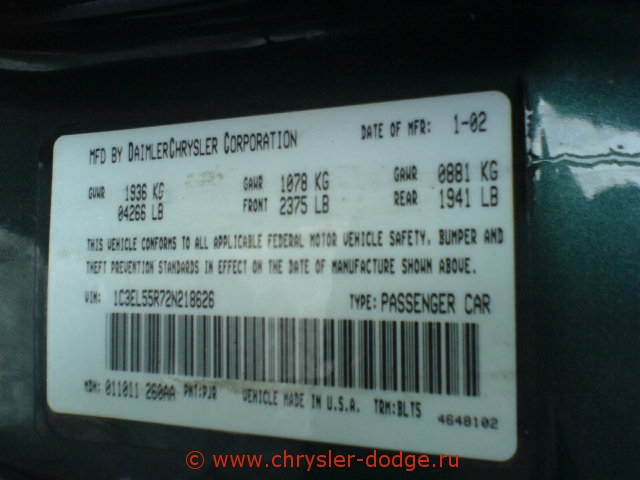 MFD BY DAIMLERCHRYSLER CORPORATION DATE OF MFR: 1-02
GVWR 1936 KG GAWR 1078 KG GAWR 0881 KG
04266 LB FRONT 2375 LB REAR 1941 LB
THIS VEHICLE CONFORMS TO ALL APPLICABLE FEDERAL MOTOR VEHICLE SAFETY, BUMPER AND
THEFT PREVENTION STANDARDS IN EFFECT ON THE DATE OF MANUFACTURE SHOWN ABOVE.
VIN: 1C3EL55R72N218626 TYPE: PASSENGER CAR
MDH: 011011 260AA PNT:PJR VEHICLE MADE IN U.S.A. TRM:BLT5
4648102
© www.chrysler-dodge.ru